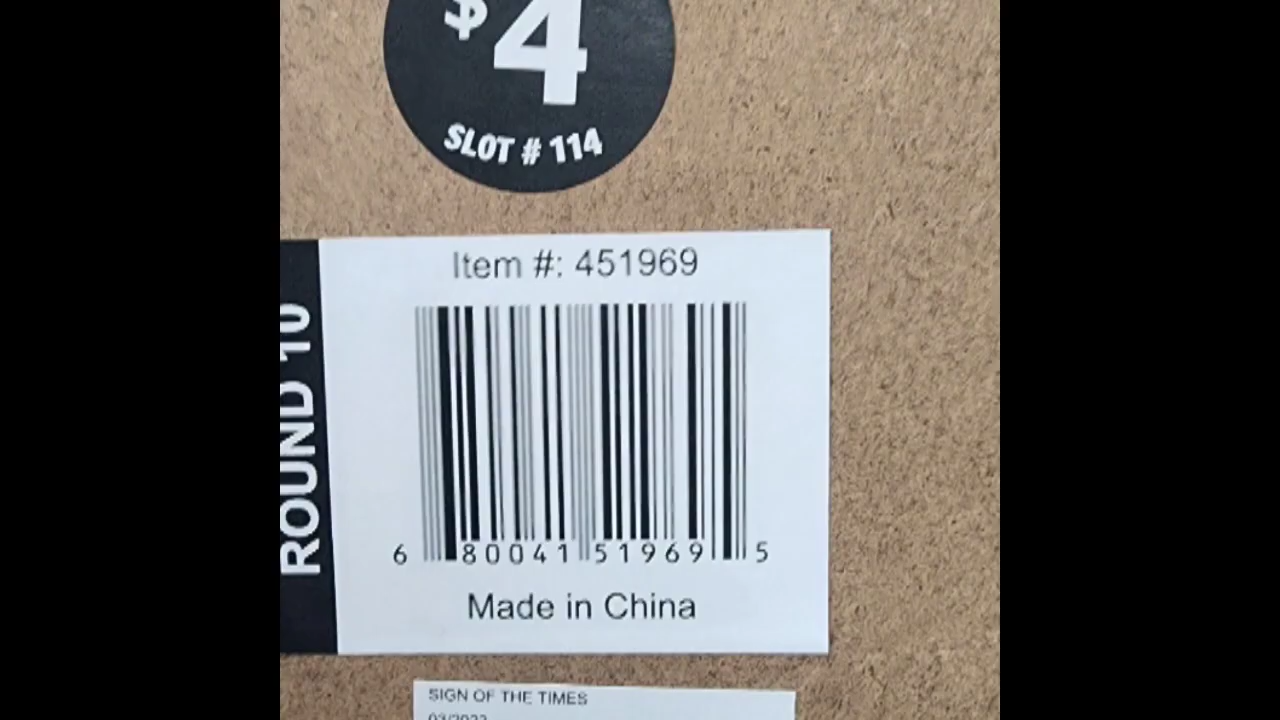 $4
SLOT # 114
ROUND 10
Item #: 451969
6 80041 51969 5
Made in China
SIGN OF THE TIMES